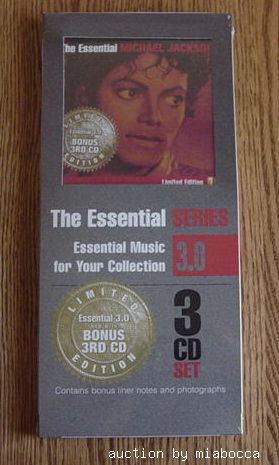 The Essential MICHAEL JACKSON
LIMITED
Essential 3.0
BONUS
3RD CD
EDITION
Limited Edition
The Essential SERIES
Essential Music
for Your Collection
3.0
LIMITED
Essential 3.0
BONUS
3RD CD
EDITION
3
CD
SET
Contains bonus liner notes and photographs
auction by miabocca